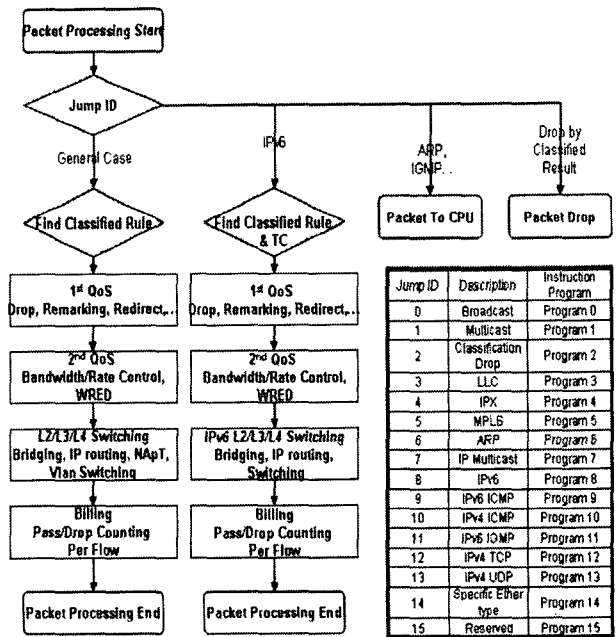 Packet Processing Start
Jump ID
General Case
IPv6
ARP,
IGMP...
Drop by
Classified
Result
Find Classified Rule
Find Classified Rule
& TC
Packet To CPU
Packet Drop
1st QoS
Drop, Remarking, Redirect,...
1st QoS
Drop, Remarking, Redirect,...
2nd QoS
Bandwidth/Rate Control,
WRED
2nd QoS
Bandwidth/Rate Control,
WRED
L2/L3/L4 Switching
Bridging, IP routing, NApT,
Vlan Switching
IPv6 L2/L3/L4 Switching
Bridging, IP routing,
Switching
Billing
Pass/Drop Counting
Per Flow
Billing
Pass/Drop Counting
Per Flow
Packet Processing End
Packet Processing End
Jump ID Description Instruction Program
0 Broadcast Program 0
1 Multicast Program 1
2 Classification Drop Program 2
3 LLC Program 3
4 IPX Program 4
5 MPLS Program 5
6 ARP Program 6
7 IP Multicast Program 7
8 IPv6 Program 8
9 IPv6 ICMP Program 9
10 IPv4 ICMP Program 10
11 IPv6 IGMP Program 11
12 IPv4 TCP Program 12
13 IPv4 UDP Program 13
14 Specific Ether type Program 14
15 Reserved Program 15